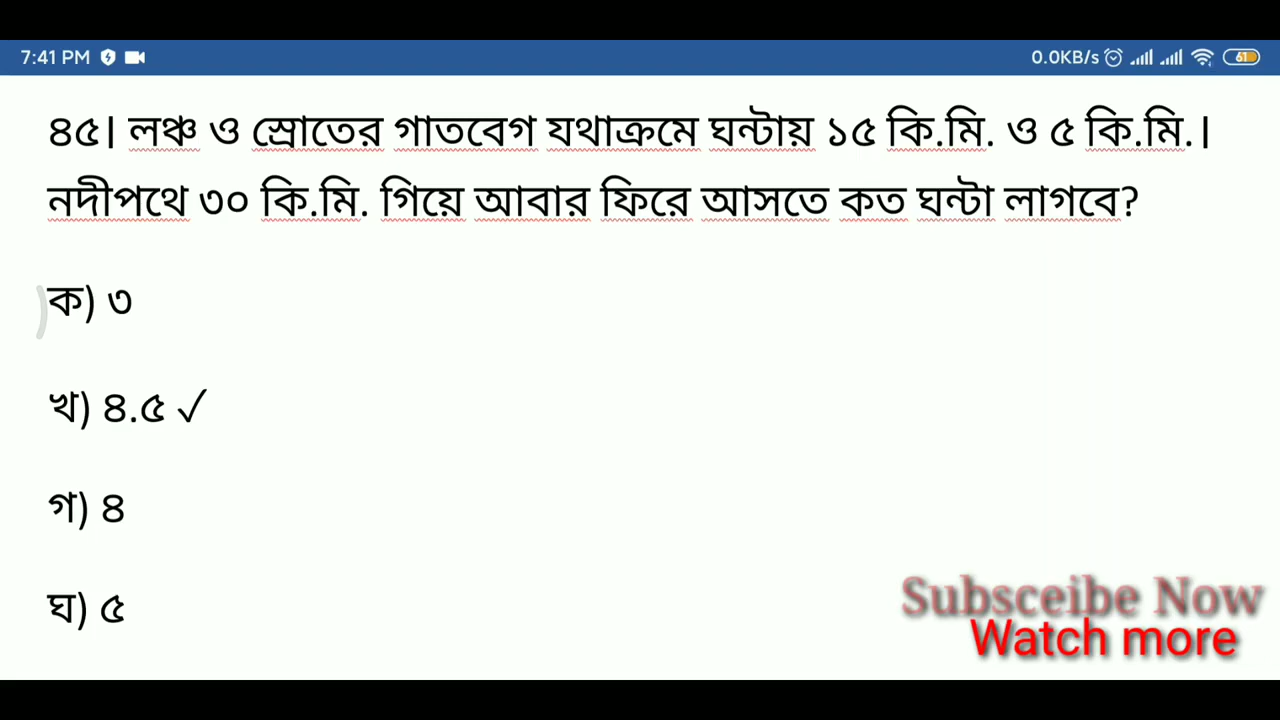 7:41 PM
0.0KB/s 61
৪৫। লঞ্চ ও স্রোতের গাতবেগ যথাক্রমে ঘন্টায় ১৫ কি.মি. ও ৫ কি.মি.।
নদীপথে ৩০ কি.মি. গিয়ে আবার ফিরে আসতে কত ঘন্টা লাগবে?
ক) ৩
খ) ৪.৫ ✓
গ) ৪
ঘ) ৫
Subsceibe Now
Watch more